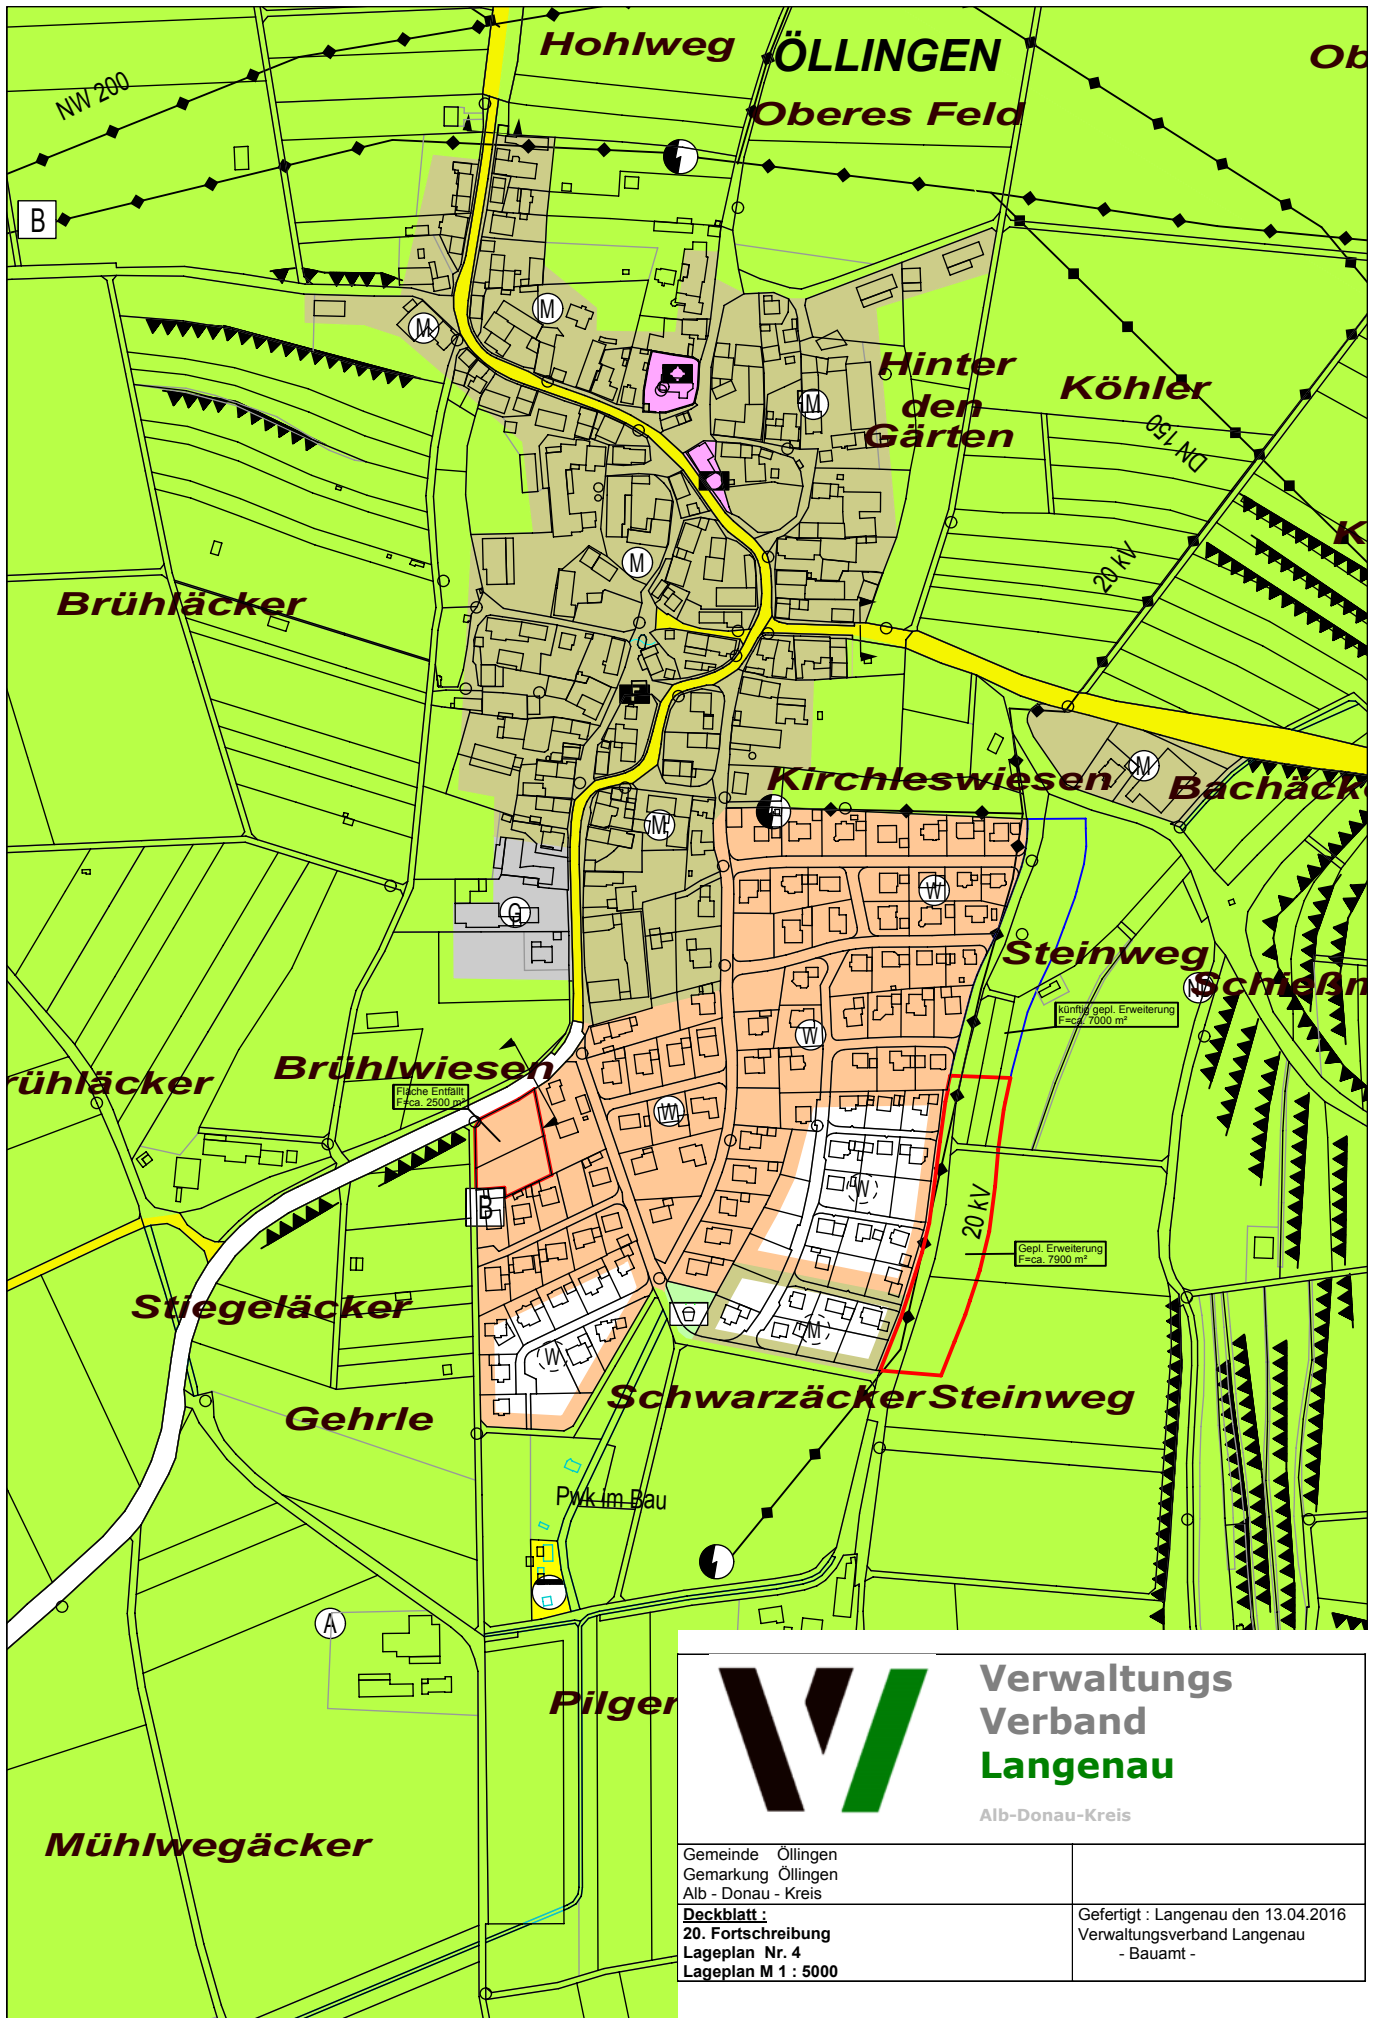 Hohlweg
ÖLLINGEN
Ob
NW 200
Oberes Feld
B
M
M
Hinter
den
Gärten
M
Köhler
DN 150
K
M
20 kV
Brühläcker
Kirchleswiesen
M
Bachäck
M
W
G
Steinweg
Schießm
N
künftig gepl. Erweiterung
F=ca. 7000 m²
W
Brühlwiesen
rühläcker
Fläche Entfällt
F=ca. 2500 m²
W
W
B
20 kV
Gepl. Erweiterung
F=ca. 7900 m²
Stiegeläcker
M
W
Schwarzäcker
Steinweg
Gehrle
Pwk im Bau
A
Pilger
Mühlwegäcker
Verwaltungs
Verband
Langenau
Alb-Donau-Kreis
Gemeinde Öllingen
Gemarkung Öllingen
Alb - Donau - Kreis
Deckblatt :
20. Fortschreibung
Lageplan Nr. 4
Lageplan M 1 : 5000
Gefertigt : Langenau den 13.04.2016
Verwaltungsverband Langenau
- Bauamt -